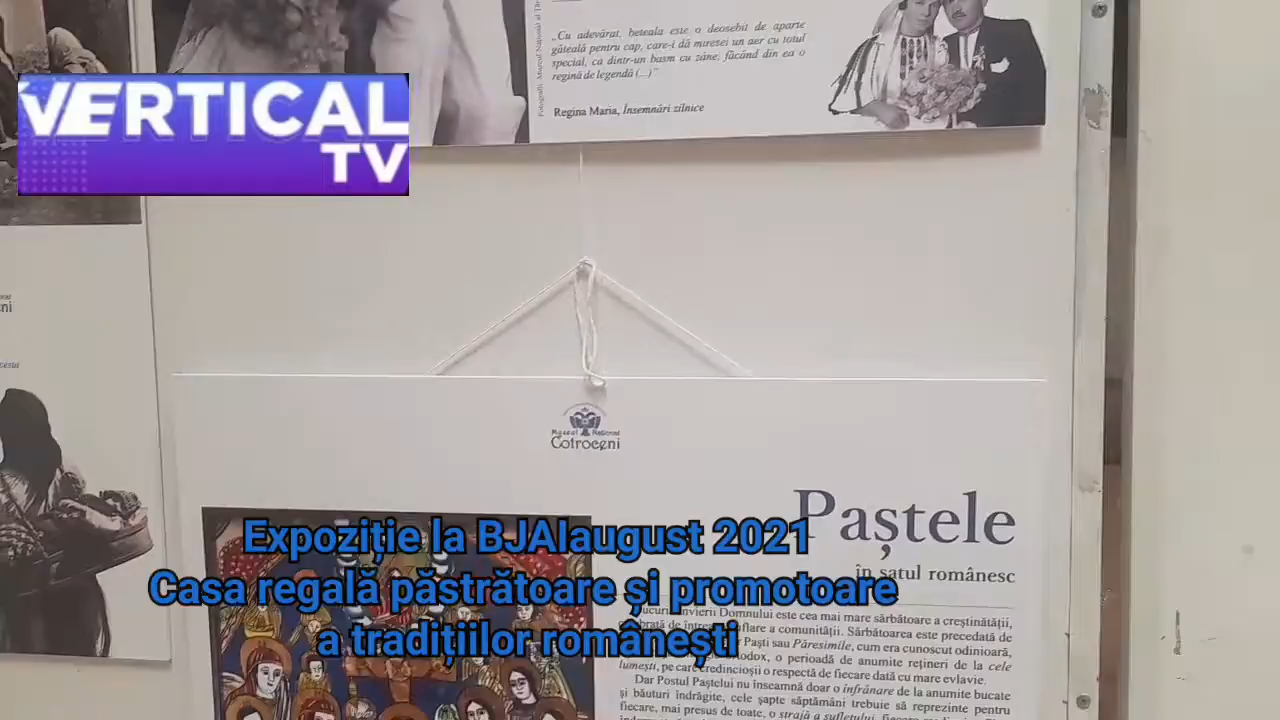 „Cu adevărat, beteala este o deosebit de aparte
găteală pentru cap, care-i dă miresei un aer cu totul
special, ca dintr-un basm cu zâne, făcând din ea o
regină de legendă (...)”
Regina Maria, Însemnări zilnice
VERTICAL
TV
Muzeul Național
Cotroceni
Paștele
în satul românesc
Expoziție la BJAIaugust 2021
Casa regală păstrătoare și promotoare
a tradițiilor românești
Învierii Domnului este cea mai mare sărbătoare a creștinătății,
a comunității. Sărbătoarea este precedată de
Paști sau Păresimile, cum era cunoscut odinioară,
o perioadă de anumite rețineri de la cele
lumești, pe care credincioșii o respectă de fiecare dată cu mare evlavie.
Dar Postul Paștelui nu înseamnă doar o înfrânare de la anumite bucate
și băuturi îndrăgite, cele șapte săptămâni trebuie să reprezinte pentru
fiecare, mai presus de toate, o strajă a sufletului,